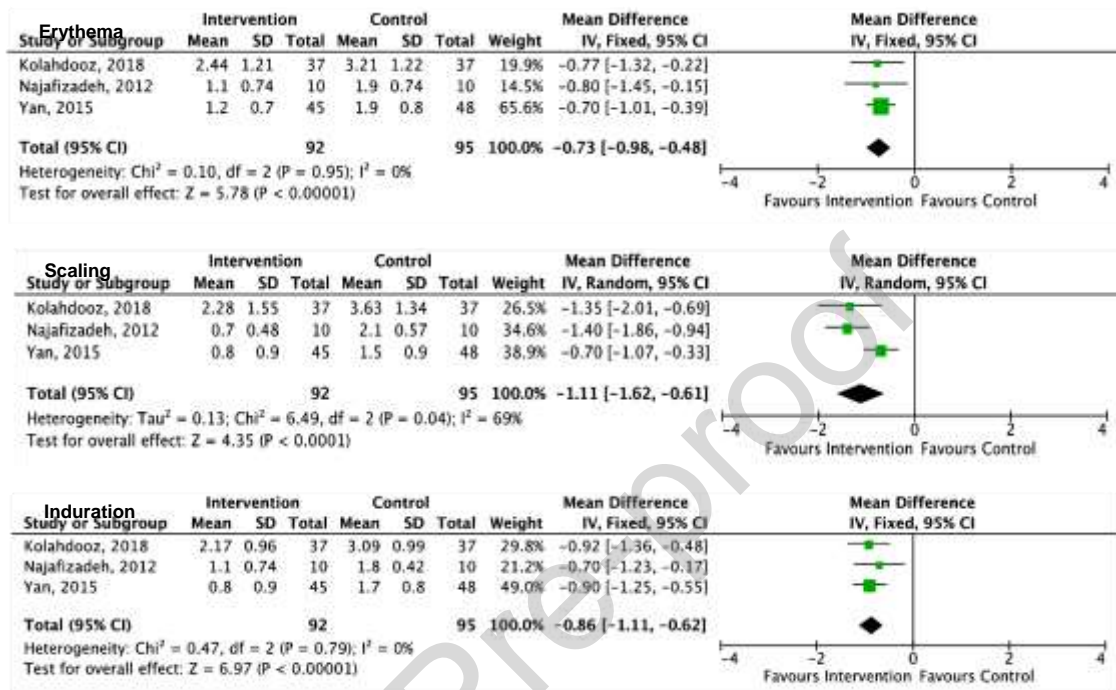 Erythema Intervention Control Mean Difference Mean Difference
Study or Subgroup Mean SD Total Mean SD Total Weight IV, Fixed, 95% CI IV, Fixed, 95% CI
Kolahdooz, 2018 2.44 1.21 37 3.21 1.22 37 19.9% −0.77 [−1.32, −0.22]
Najafizadeh, 2012 1.1 0.74 10 1.9 0.74 10 14.5% −0.80 [−1.45, −0.15]
Yan, 2015 1.2 0.7 45 1.9 0.8 48 65.6% −0.70 [−1.01, −0.39]
Total (95% CI) 92 95 100.0% −0.73 [−0.98, −0.48]
Heterogeneity: Chi² = 0.10, df = 2 (P = 0.95); I² = 0%
Test for overall effect: Z = 5.78 (P < 0.00001)
−4 −2 0 2 4
Favours Intervention Favours Control
Scaling Intervention Control Mean Difference Mean Difference
Study or Subgroup Mean SD Total Mean SD Total Weight IV, Random, 95% CI IV, Random, 95% CI
Kolahdooz, 2018 2.28 1.55 37 3.63 1.34 37 26.5% −1.35 [−2.01, −0.69]
Najafizadeh, 2012 0.7 0.48 10 2.1 0.57 10 34.6% −1.40 [−1.86, −0.94]
Yan, 2015 0.8 0.9 45 1.5 0.9 48 38.9% −0.70 [−1.07, −0.33]
Total (95% CI) 92 95 100.0% −1.11 [−1.62, −0.61]
Heterogeneity: Tau² = 0.13; Chi² = 6.49, df = 2 (P = 0.04); I² = 69%
Test for overall effect: Z = 4.35 (P < 0.0001)
−4 −2 0 2 4
Favours Intervention Favours Control
Induration Intervention Control Mean Difference Mean Difference
Study or Subgroup Mean SD Total Mean SD Total Weight IV, Fixed, 95% CI IV, Fixed, 95% CI
Kolahdooz, 2018 2.17 0.96 37 3.09 0.99 37 29.8% −0.92 [−1.36, −0.48]
Najafizadeh, 2012 1.1 0.74 10 1.8 0.42 10 21.2% −0.70 [−1.23, −0.17]
Yan, 2015 0.8 0.9 45 1.7 0.8 48 49.0% −0.90 [−1.25, −0.55]
Total (95% CI) 92 95 100.0% −0.86 [−1.11, −0.62]
Heterogeneity: Chi² = 0.47, df = 2 (P = 0.79); I² = 0%
Test for overall effect: Z = 6.97 (P < 0.00001)
−4 −2 0 2 4
Favours Intervention Favours Control
Pre-proof